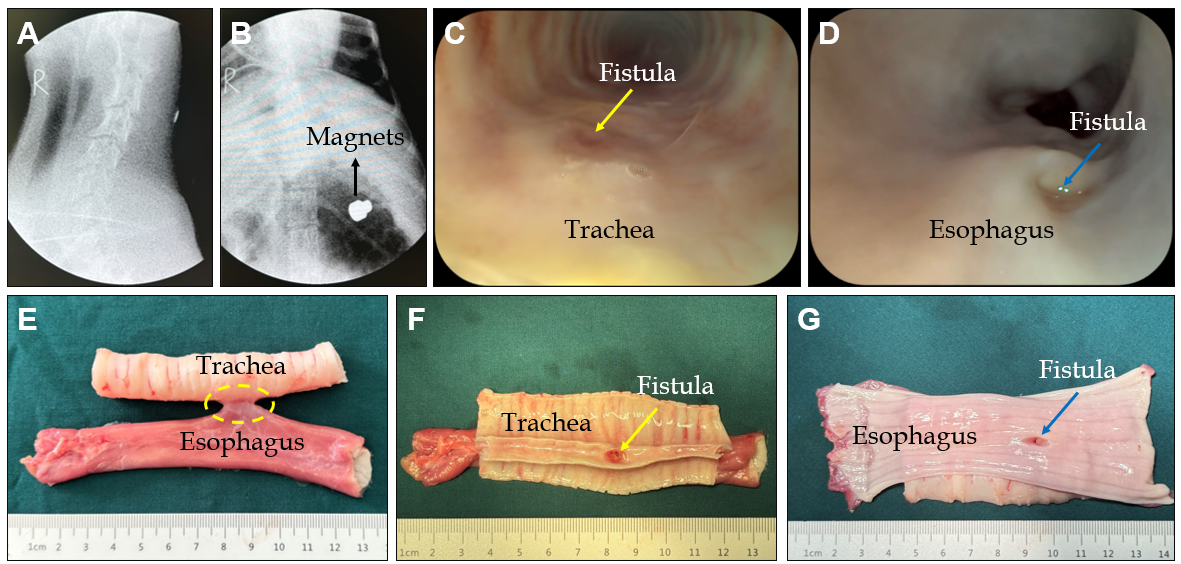 A
R
B
R
Magnets
C
Fistula
Trachea
D
Fistula
Esophagus
E
Trachea
Esophagus
1cm 2 3 4 5 6 7 8 9 10 11 12 13
F
Fistula
Trachea
1cm 2 3 4 5 6 7 8 9 10 11 12 13
G
Fistula
Esophagus
1cm 2 3 4 5 6 7 8 9 10 11 12 13 14